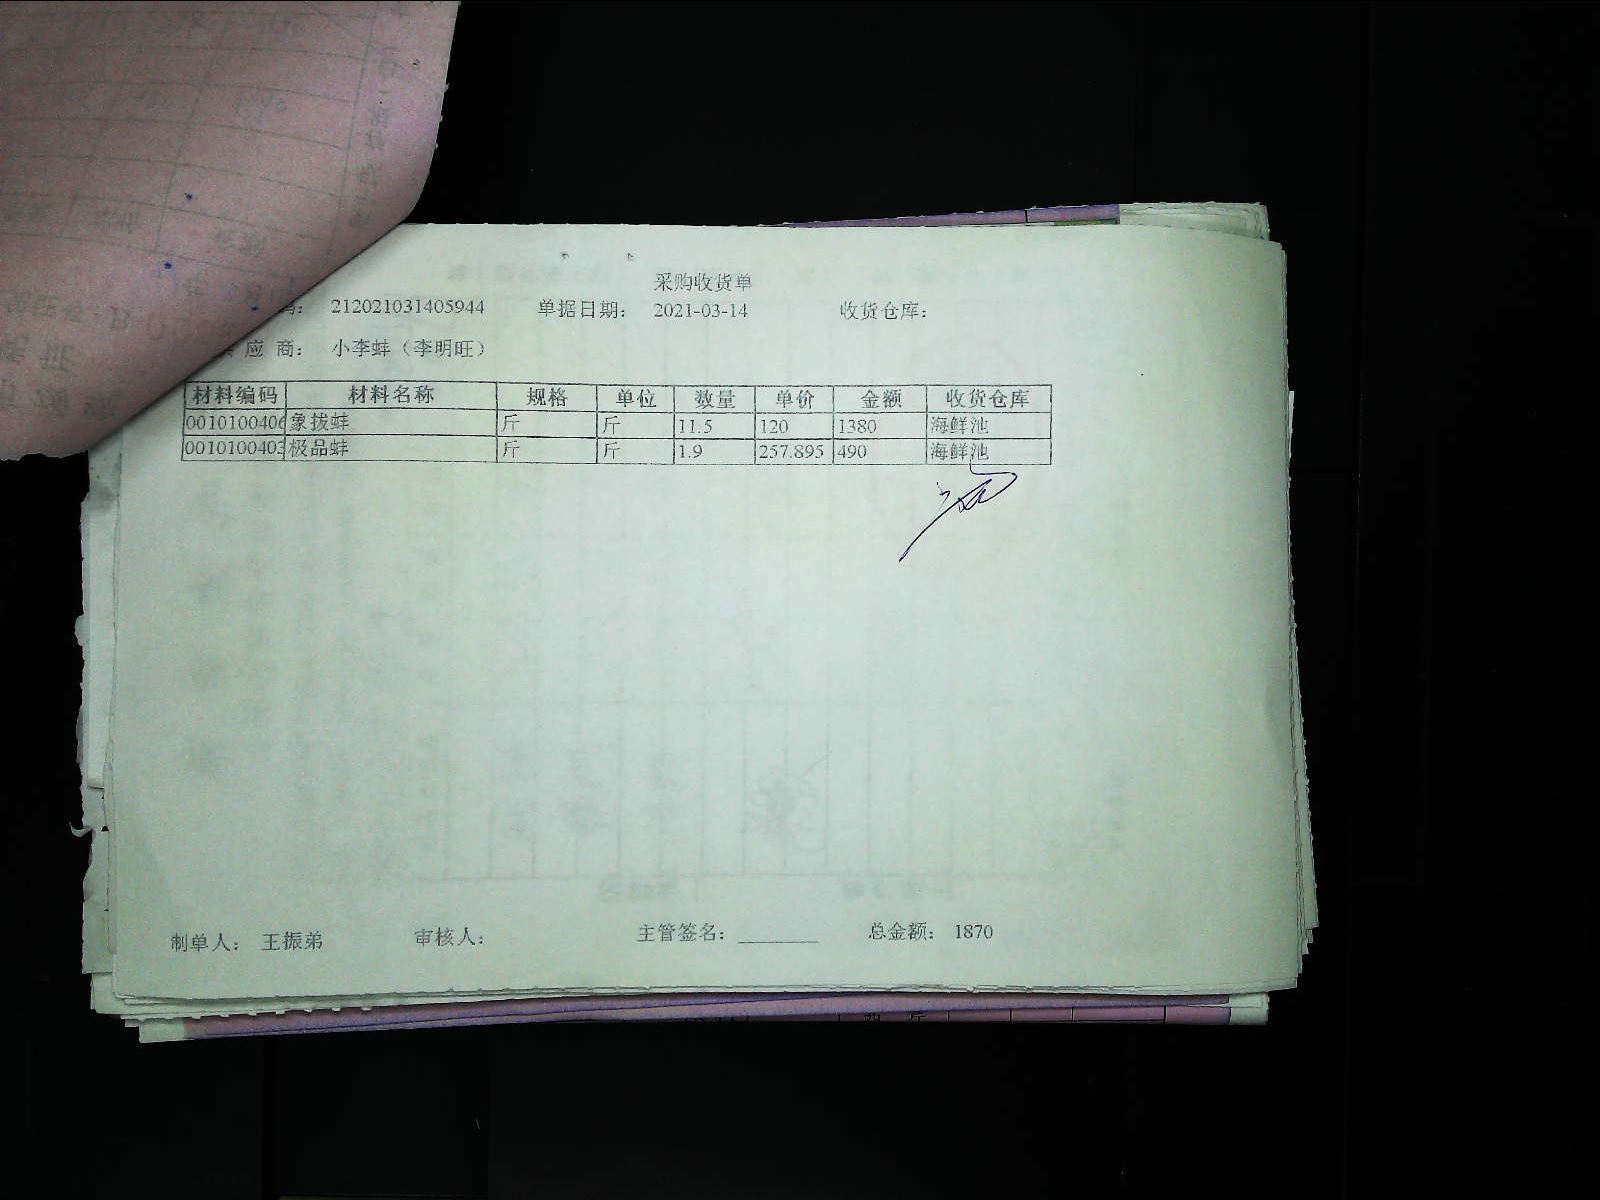 采购收货单
码： 212021031405944 单据日期： 2021-03-14 收货仓库：
应 商： 小李蚌（李明旺）
材料编码 材料名称 规格 单位 数量 单价 金额 收货仓库
0010100406 象拔蚌 斤 斤 11.5 120 1380 海鲜池
0010100403 极品蚌 斤 斤 1.9 257.895 490 海鲜池
制单人： 王振弟 审核人： 主管签名： 总金额： 1870